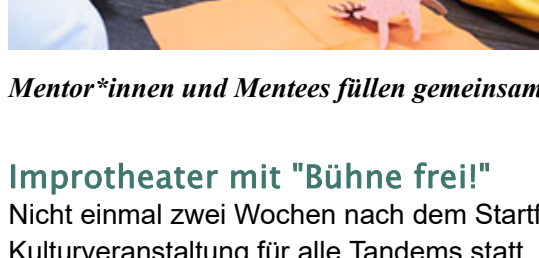 Mentor*innen und Mentees füllen gemeinsam
Improtheater mit "Bühne frei!"
Nicht einmal zwei Wochen nach dem Startf
Kulturveranstaltung für alle Tandems statt